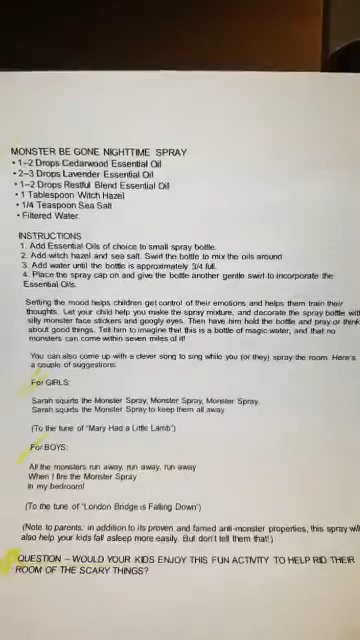 MONSTER BE GONE NIGHTTIME SPRAY
• 1-2 Drops Cedarwood Essential Oil
• 2-3 Drops Lavender Essential Oil
• 1-2 Drops Restful Blend Essential Oil
• 1 Tablespoon Witch Hazel
• 1/4 Teaspoon Sea Salt
• Filtered Water
INSTRUCTIONS
1. Add Essential Oils of choice to small spray bottle.
2. Add witch hazel and sea salt. Swirl the bottle to mix the oils around.
3. Add water until the bottle is approximately 3/4 full.
4. Place the spray cap on and give the bottle another gentle swirl to incorporate the
Essential Oils.
Setting the mood helps children get control of their emotions and helps them train their
thoughts. Let your child help you make the spray mixture, and decorate the spray bottle with
silly monster face stickers and googly eyes. Then have him hold the bottle and pray or think
about good things. Tell him to imagine that this is a bottle of magic water, and that no
monsters can come within seven miles of it!
You can also come up with a clever song to sing while you (or they) spray the room. Here's
a couple of suggestions:
For GIRLS:
Sarah squirts the Monster Spray, Monster Spray, Monster Spray
Sarah squirts the Monster Spray to keep them all away.
(To the tune of "Mary Had a Little Lamb")
For BOYS:
All the monsters run away, run away, run away
When I fire the Monster Spray
In my bedroom!
(To the tune of "London Bridge is Falling Down")
(Note to parents: in addition to its proven and famed anti-monster properties, this spray will
also help your kids fall asleep more easily. But don't tell them that!)
QUESTION – WOULD YOUR KIDS ENJOY THIS FUN ACTIVITY TO HELP RID THEIR
ROOM OF THE SCARY THINGS?